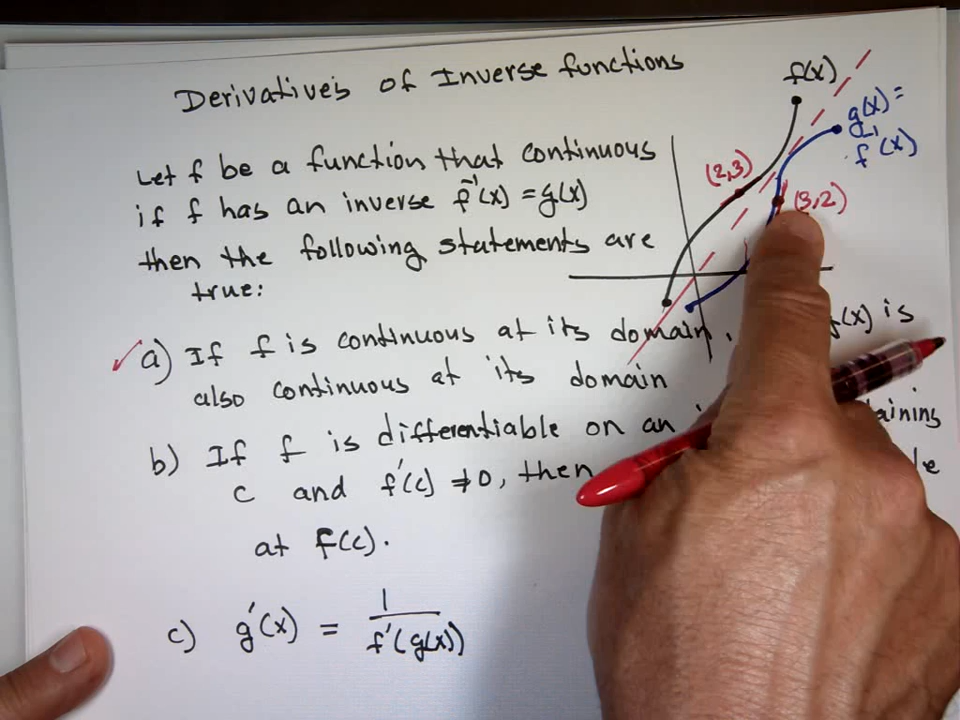 Derivatives of Inverse functions
f(x)
g(x) =
f⁻¹(x)
(2,3)
(3,2)
Let f be a function that continuous
if f has an inverse f⁻¹(x) = g(x)
then the following statements are
true:
✓ a) If f is continuous at its domain, g(x) is
also continuous at its domain
b) If f is differentiable on an
c and f'(c) ≠ 0, then
at f(c).
c) g'(x) = 1 / f'(g(x))